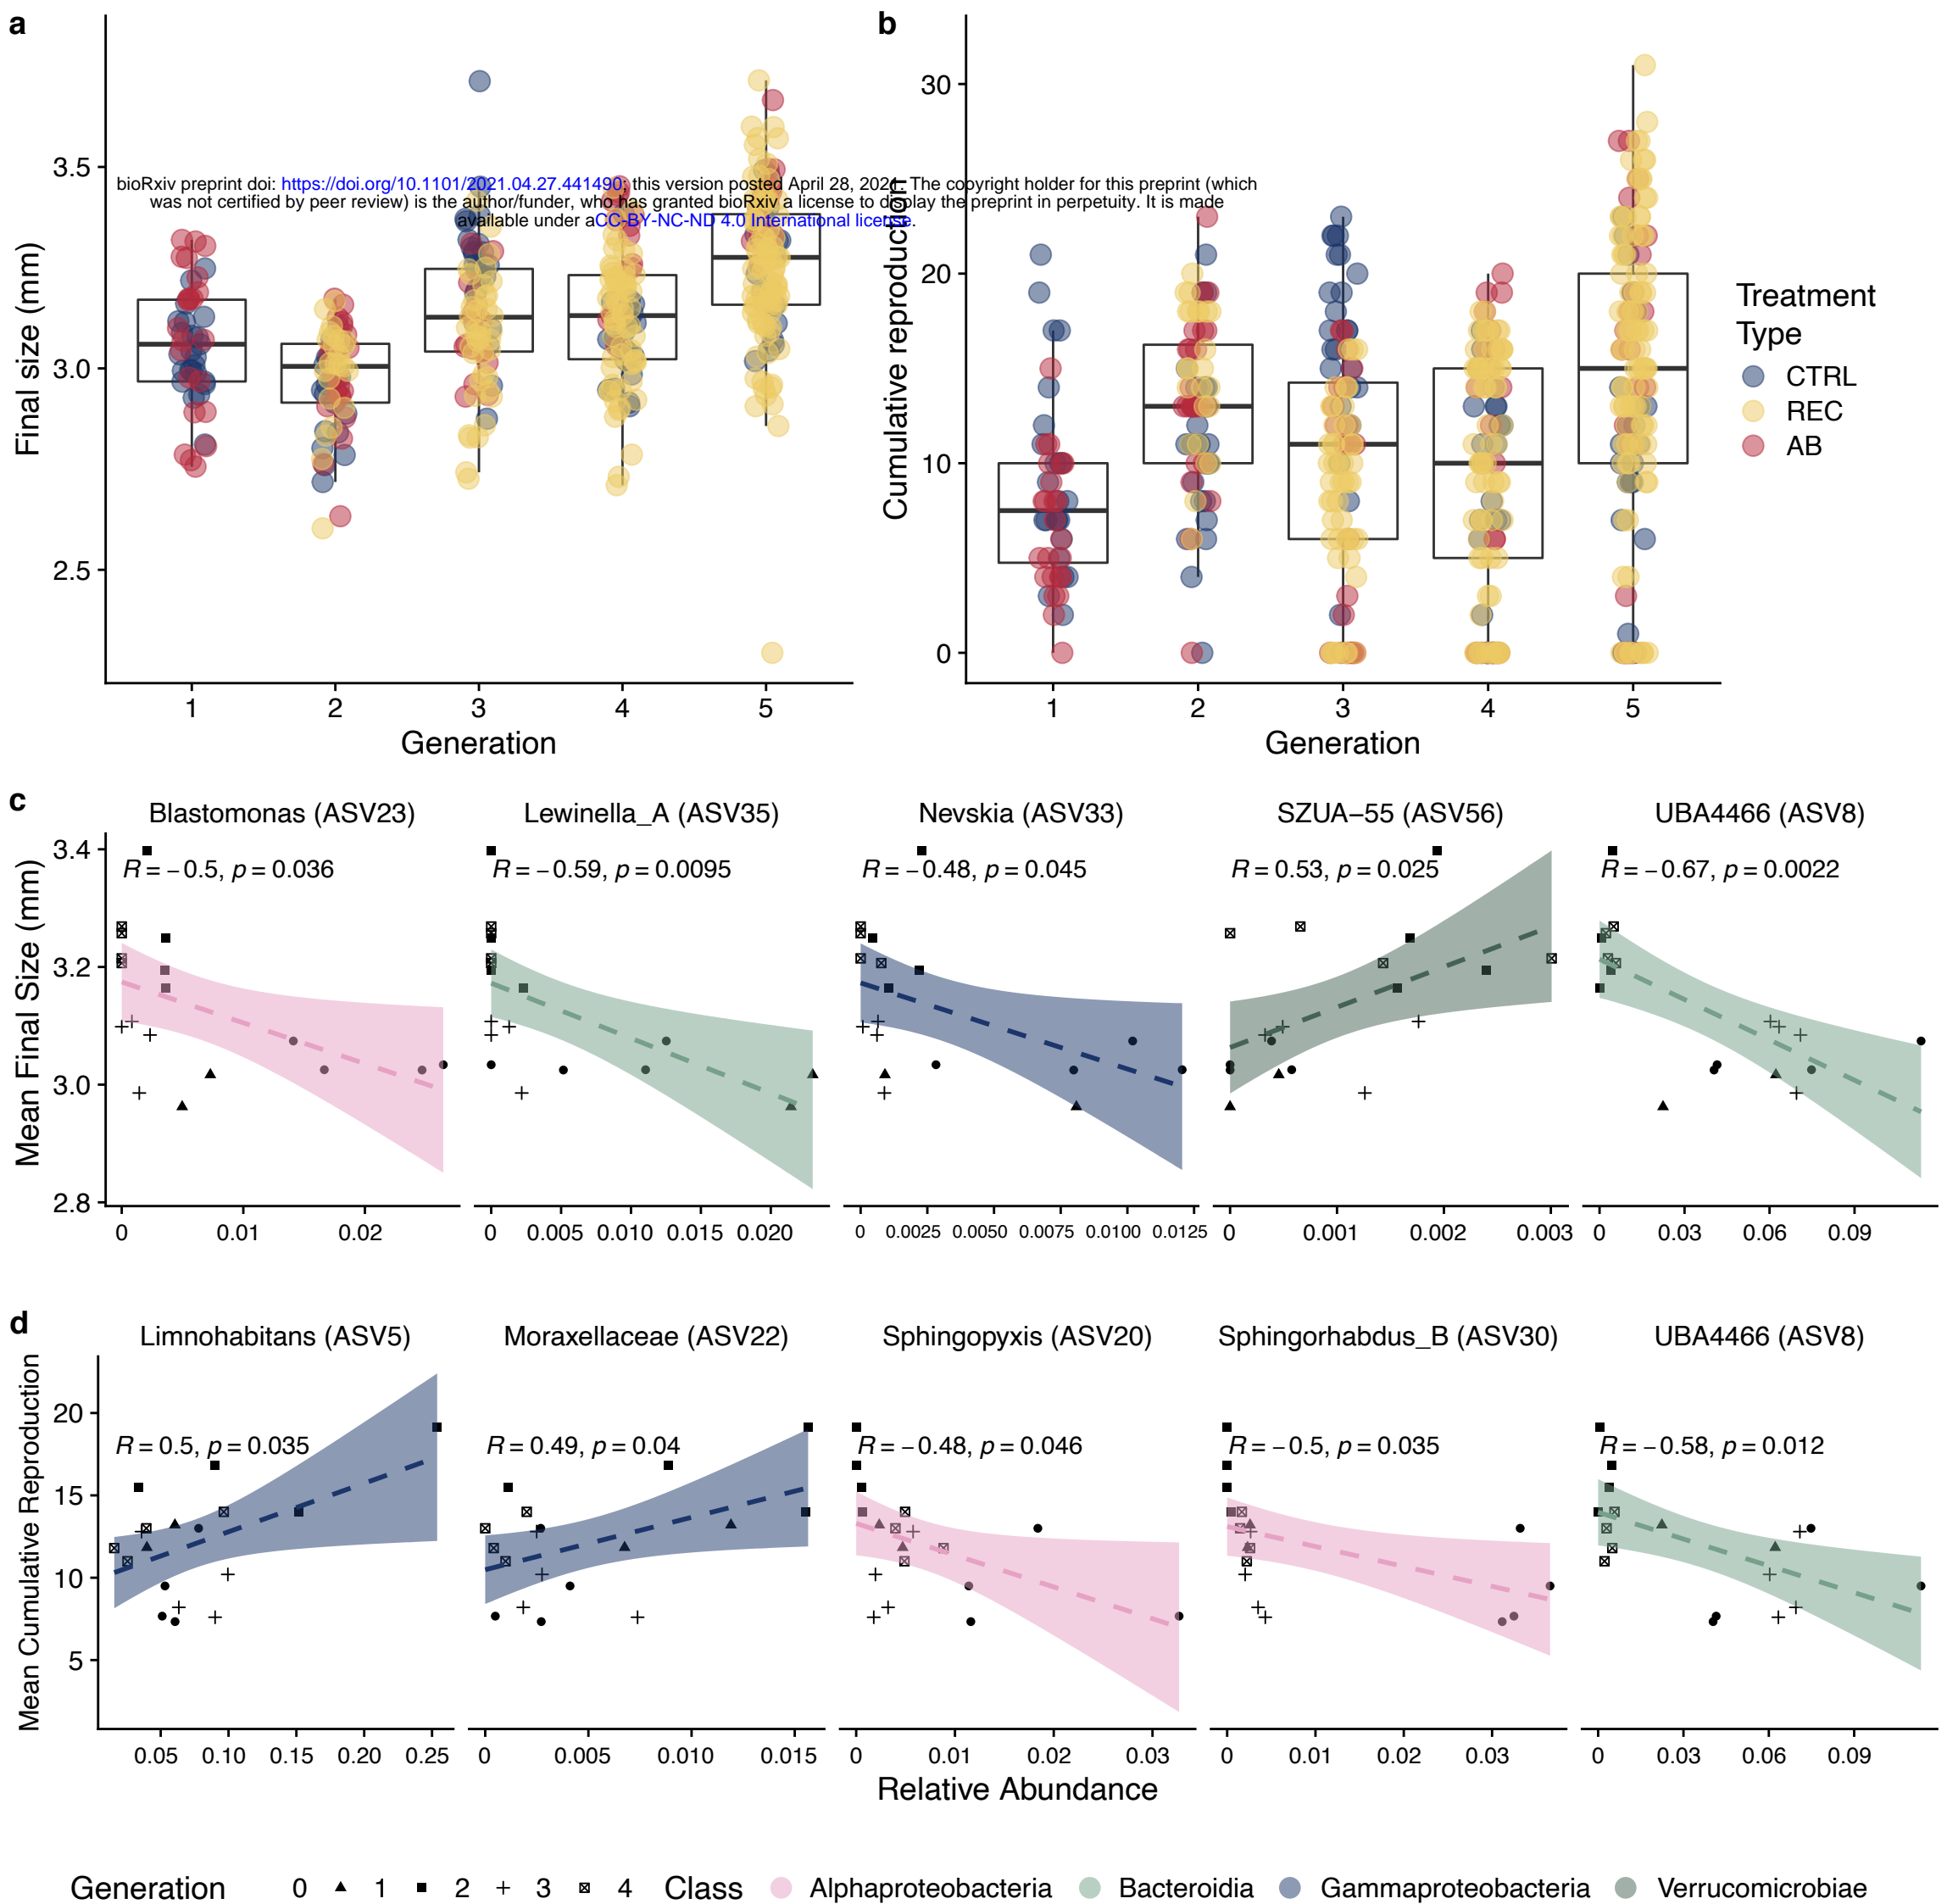 a
b
3.5
3.0
2.5
Final size (mm)
1 2 3 4 5
Generation
30
20
10
0
Cumulative reproduction
1 2 3 4 5
Generation
bioRxiv preprint doi: https://doi.org/10.1101/2021.04.27.441490; this version posted April 28, 2021. The copyright holder for this preprint (which
was not certified by peer review) is the author/funder, who has granted bioRxiv a license to display the preprint in perpetuity. It is made
available under aCC-BY-NC-ND 4.0 International license.
Treatment
Type
CTRL
REC
AB
c
Blastomonas (ASV23)
Lewinella_A (ASV35)
Nevskia (ASV33)
SZUA−55 (ASV56)
UBA4466 (ASV8)
R = −0.5, p = 0.036
R = −0.59, p = 0.0095
R = −0.48, p = 0.045
R = 0.53, p = 0.025
R = −0.67, p = 0.0022
3.4
3.2
3.0
2.8
Mean Final Size (mm)
0 0.01 0.02
0 0.005 0.010 0.015 0.020
0 0.0025 0.0050 0.0075 0.0100 0.0125
0 0.001 0.002 0.003
0 0.03 0.06 0.09
d
Limnohabitans (ASV5)
Moraxellaceae (ASV22)
Sphingopyxis (ASV20)
Sphingorhabdus_B (ASV30)
UBA4466 (ASV8)
R = 0.5, p = 0.035
R = 0.49, p = 0.04
R = −0.48, p = 0.046
R = −0.5, p = 0.035
R = −0.58, p = 0.012
20
15
10
5
Mean Cumulative Reproduction
0.05 0.10 0.15 0.20 0.25
0 0.005 0.010 0.015
0 0.01 0.02 0.03
0 0.01 0.02 0.03
0 0.03 0.06 0.09
Relative Abundance
Generation 0 1 2 3 4 Class Alphaproteobacteria Bacteroidia Gammaproteobacteria Verrucomicrobiae